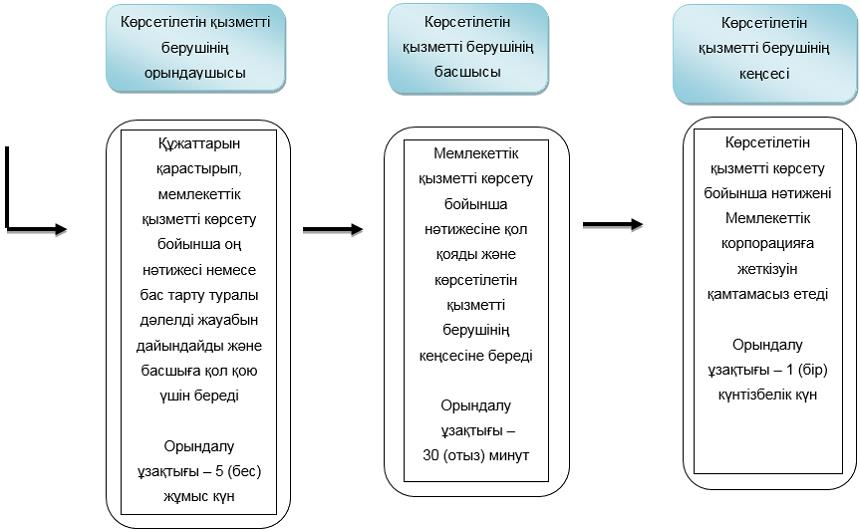 Көрсетілетін қызметті
берушінің
орындаушысы
Көрсетілетін
қызметті берушінің
басшысы
Көрсетілетін
қызметті берушінің
кеңсесі
Құжаттарын
қарастырып,
мемлекеттік
қызметті көрсету
бойынша оң
нәтижесі немесе
бас тарту туралы
дәлелді жауабын
дайындайды және
басшыға қол қою
үшін береді
Орындалу
ұзақтығы – 5 (бес)
жұмыс күн
Мемлекеттік
қызметті көрсету
бойынша
нәтижесіне қол
қояды және
көрсетілетін
қызметті
берушінің
кеңсесіне береді
Орындалу
ұзақтығы –
30 (отыз) минут
Көрсетілетін
қызметті көрсету
бойынша нәтижені
Мемлекеттік
корпорацияға
жеткізуін
қамтамасыз етеді
Орындалу
ұзақтығы – 1 (бір)
күнтізбелік күн